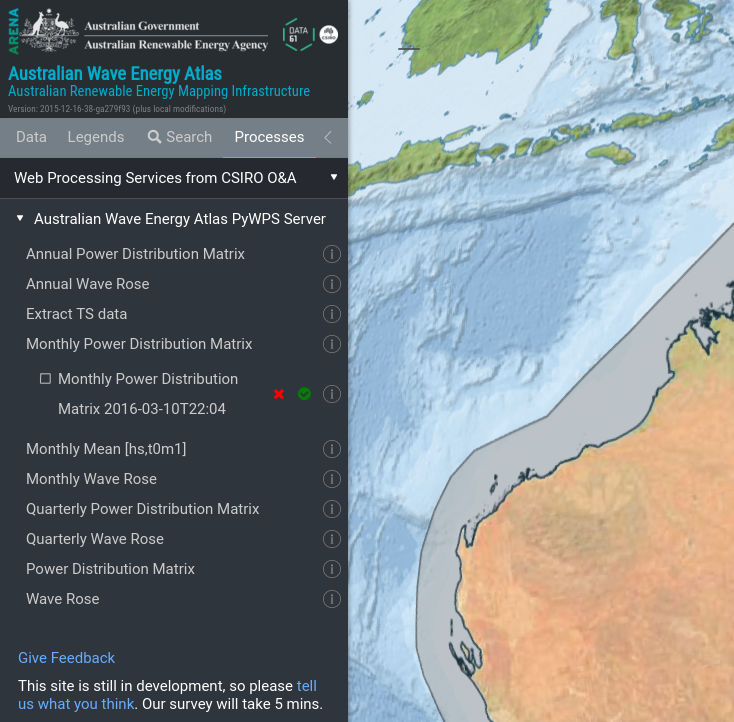 ARENA
Australian Government
Australian Renewable Energy Agency
DATA
61
CSIRO
Australian Wave Energy Atlas
Australian Renewable Energy Mapping Infrastructure
Version: 2015-12-16-38-ga279f93 (plus local modifications)
Data Legends Search Processes
Web Processing Services from CSIRO O&A
Australian Wave Energy Atlas PyWPS Server
Annual Power Distribution Matrix
Annual Wave Rose
Extract TS data
Monthly Power Distribution Matrix
Monthly Power Distribution
Matrix 2016-03-10T22:04
Monthly Mean [hs,t0m1]
Monthly Wave Rose
Quarterly Power Distribution Matrix
Quarterly Wave Rose
Power Distribution Matrix
Wave Rose
Give Feedback
This site is still in development, so please tell
us what you think. Our survey will take 5 mins.